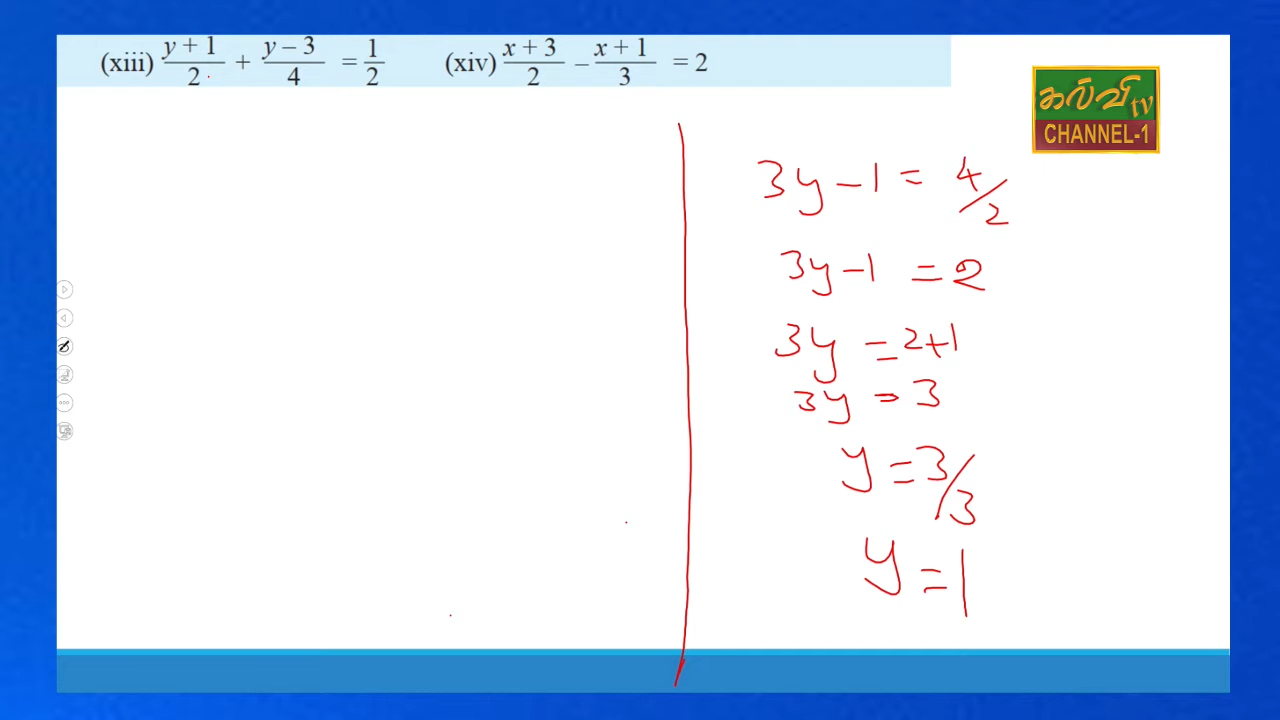 (xiii) (y + 1)/2 + (y – 3)/4 = 1/2 (xiv) (x + 3)/2 – (x + 1)/3 = 2
கல்வி tv
CHANNEL-1
3y – 1 = 4/2
3y – 1 = 2
3y = 2+1
3y = 3
y = 3/3
y = 1